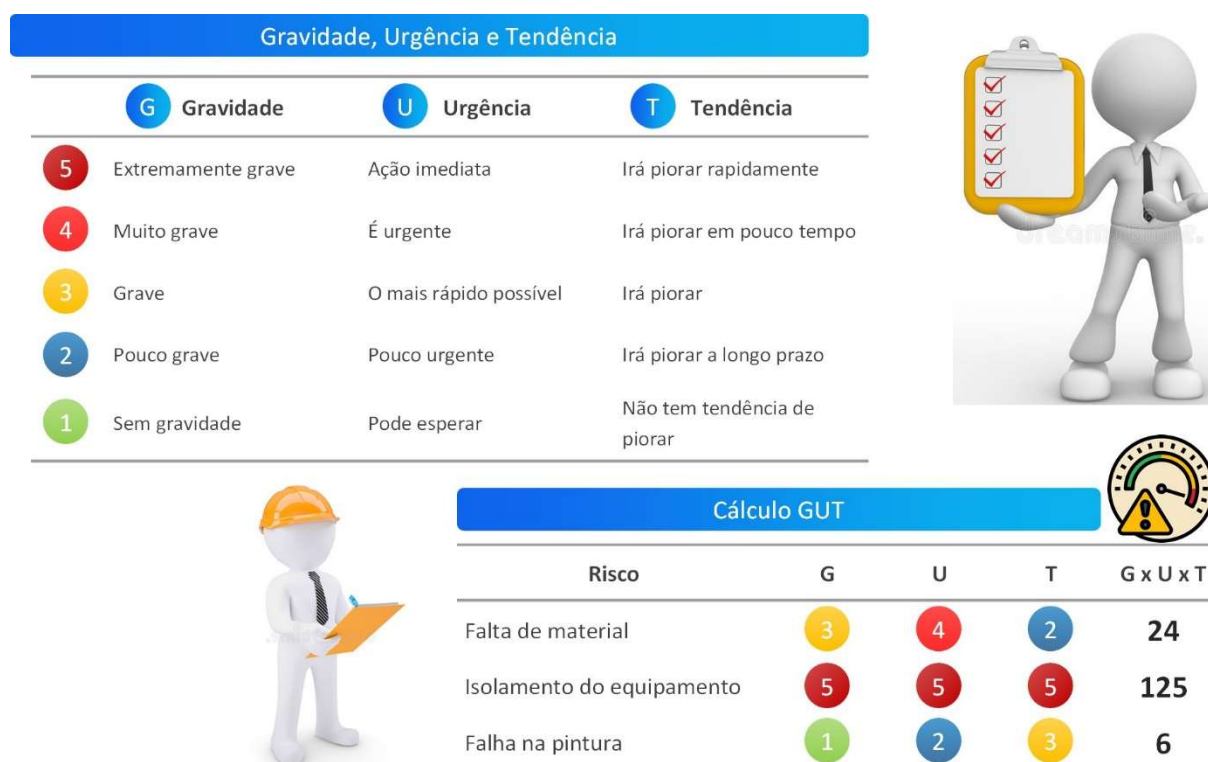 Gravidade, Urgência e Tendência
G Gravidade U Urgência T Tendência
5 Extremamente grave Ação imediata Irá piorar rapidamente
4 Muito grave É urgente Irá piorar em pouco tempo
3 Grave O mais rápido possível Irá piorar
2 Pouco grave Pouco urgente Irá piorar a longo prazo
1 Sem gravidade Pode esperar Não tem tendência de
piorar
Cálculo GUT
Risco G U T G x U x T
Falta de material 3 4 2 24
Isolamento do equipamento 5 5 5 125
Falha na pintura 1 2 3 6